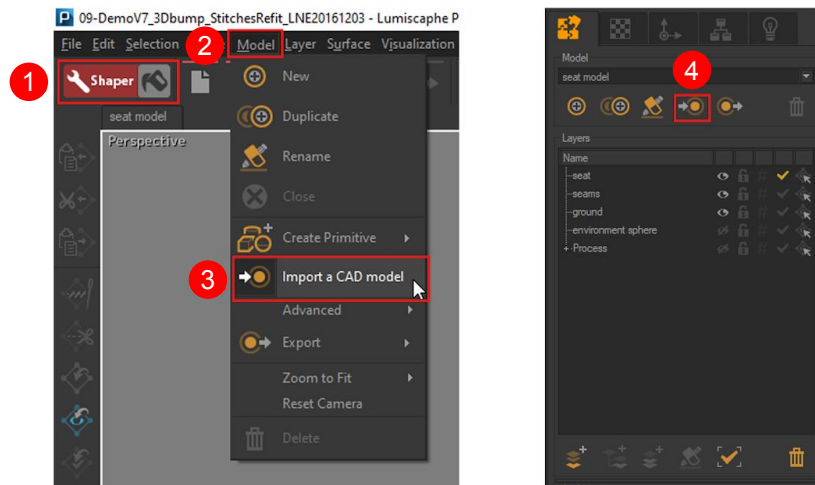 09-DemoV7_3Dbump_StitchesRefit_LNE20161203 - Lumiscaphe P
File Edit Selection Model Layer Surface Visualization
2
1
Shaper
New
seat model
Duplicate
Perspective
Rename
Close
Create Primitive
3
Import a CAD model
Advanced
Export
Zoom to Fit
Reset Camera
Delete
Model
4
seat model
Layers
Name
seat
seams
ground
environment sphere
+ Process